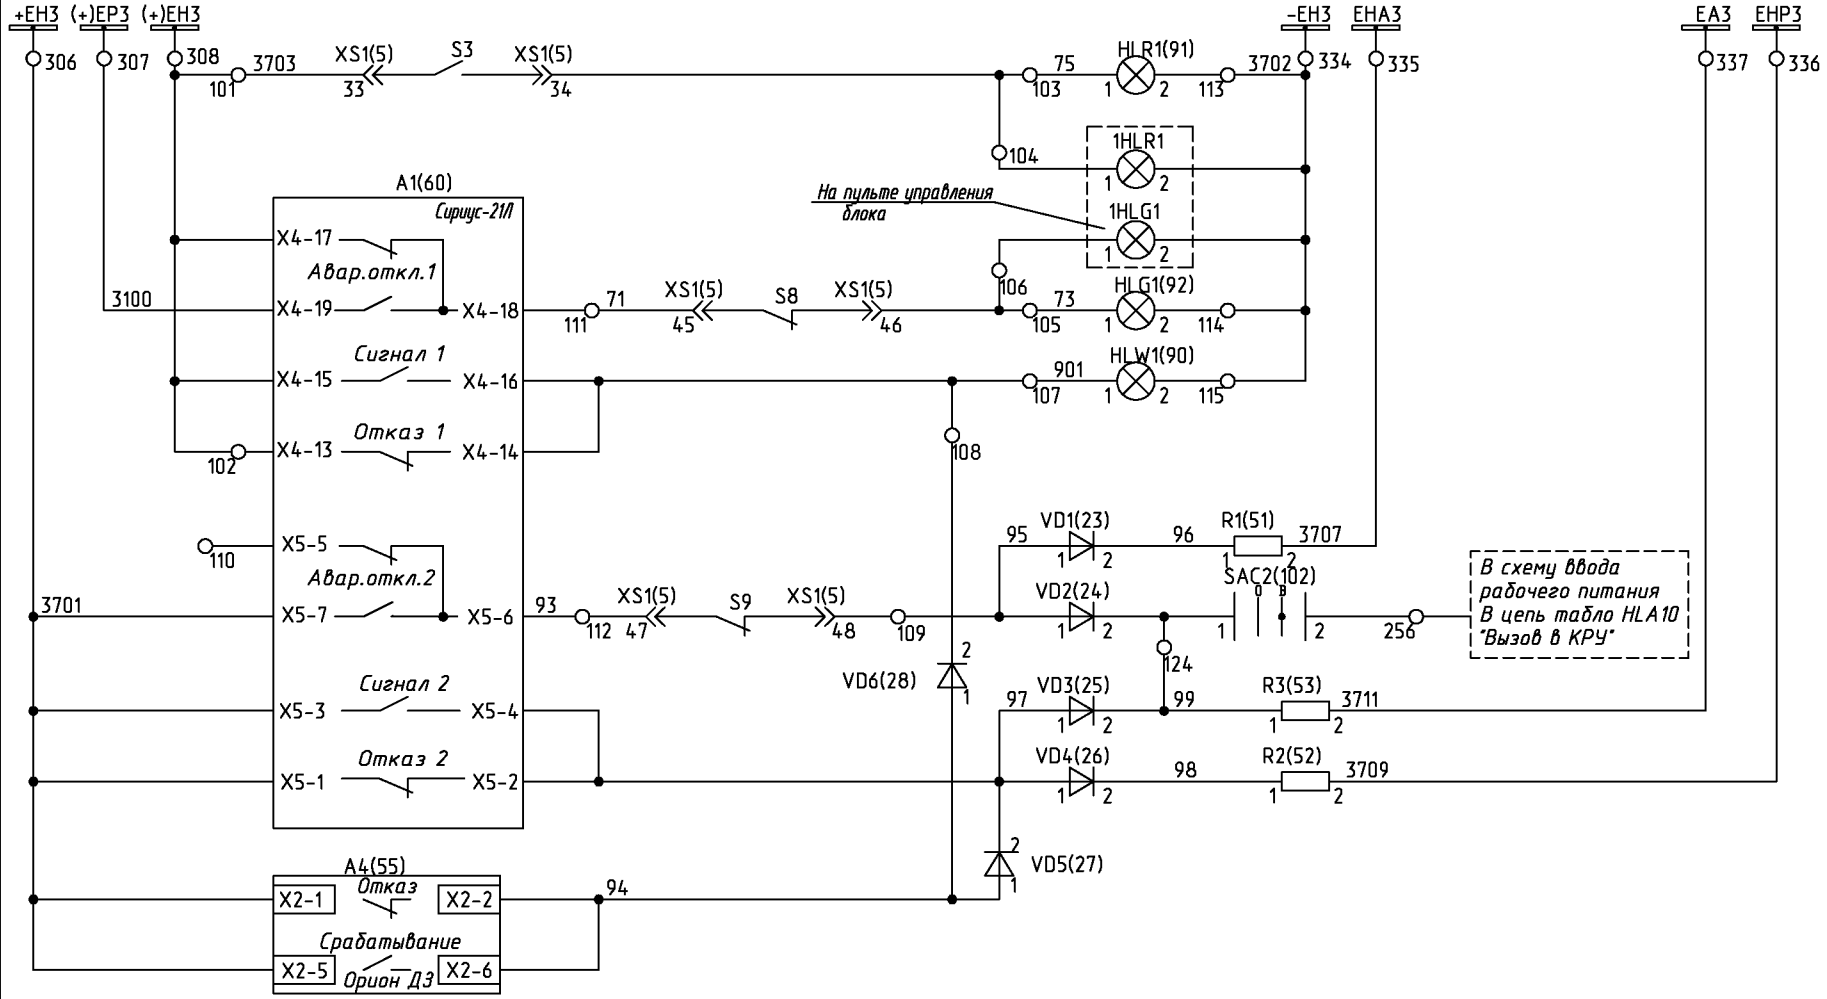 +EH3 (+)EP3 (+)EH3 -EH3 EHA3 EA3 EHP3
306 307 308 334 335 337 336
101 3703 XS1(5) 33 S3 XS1(5) 34 103 75 HLR1(91) 1 2 113 3702
104 1HLR1 1 2
На пульте управления
блока
1HLG1 1 2
A1(60)
Сириус-21Л
X4-17
Авар.откл.1
3100 X4-19 X4-18 111 71 XS1(5) 45 S8 XS1(5) 46 106 105 73 HLG1(92) 1 2 114
Сигнал 1
X4-15 X4-16 107 901 HLW1(90) 1 2 115
Отказ 1
102 X4-13 X4-14 108
110 X5-5 95 VD1(23) 1 2 96 R1(51) 1 2 3707
Авар.откл.2
3701 X5-7 X5-6 93 112 XS1(5) 47 S9 XS1(5) 48 109 VD2(24) 1 2 SAC2(102) 0 В 1 2 256
В схему ввода
рабочего питания
В цепь табло HLA10
"Вызов в КРУ"
124
VD6(28) 2 1
Сигнал 2
X5-3 X5-4 97 VD3(25) 1 2 99 R3(53) 1 2 3711
Отказ 2
X5-1 X5-2 VD4(26) 1 2 98 R2(52) 1 2 3709
VD5(27) 2 1
A4(55)
Отказ
X2-1 X2-2 94
Срабатывание
X2-5 X2-6
Орион ДЗ